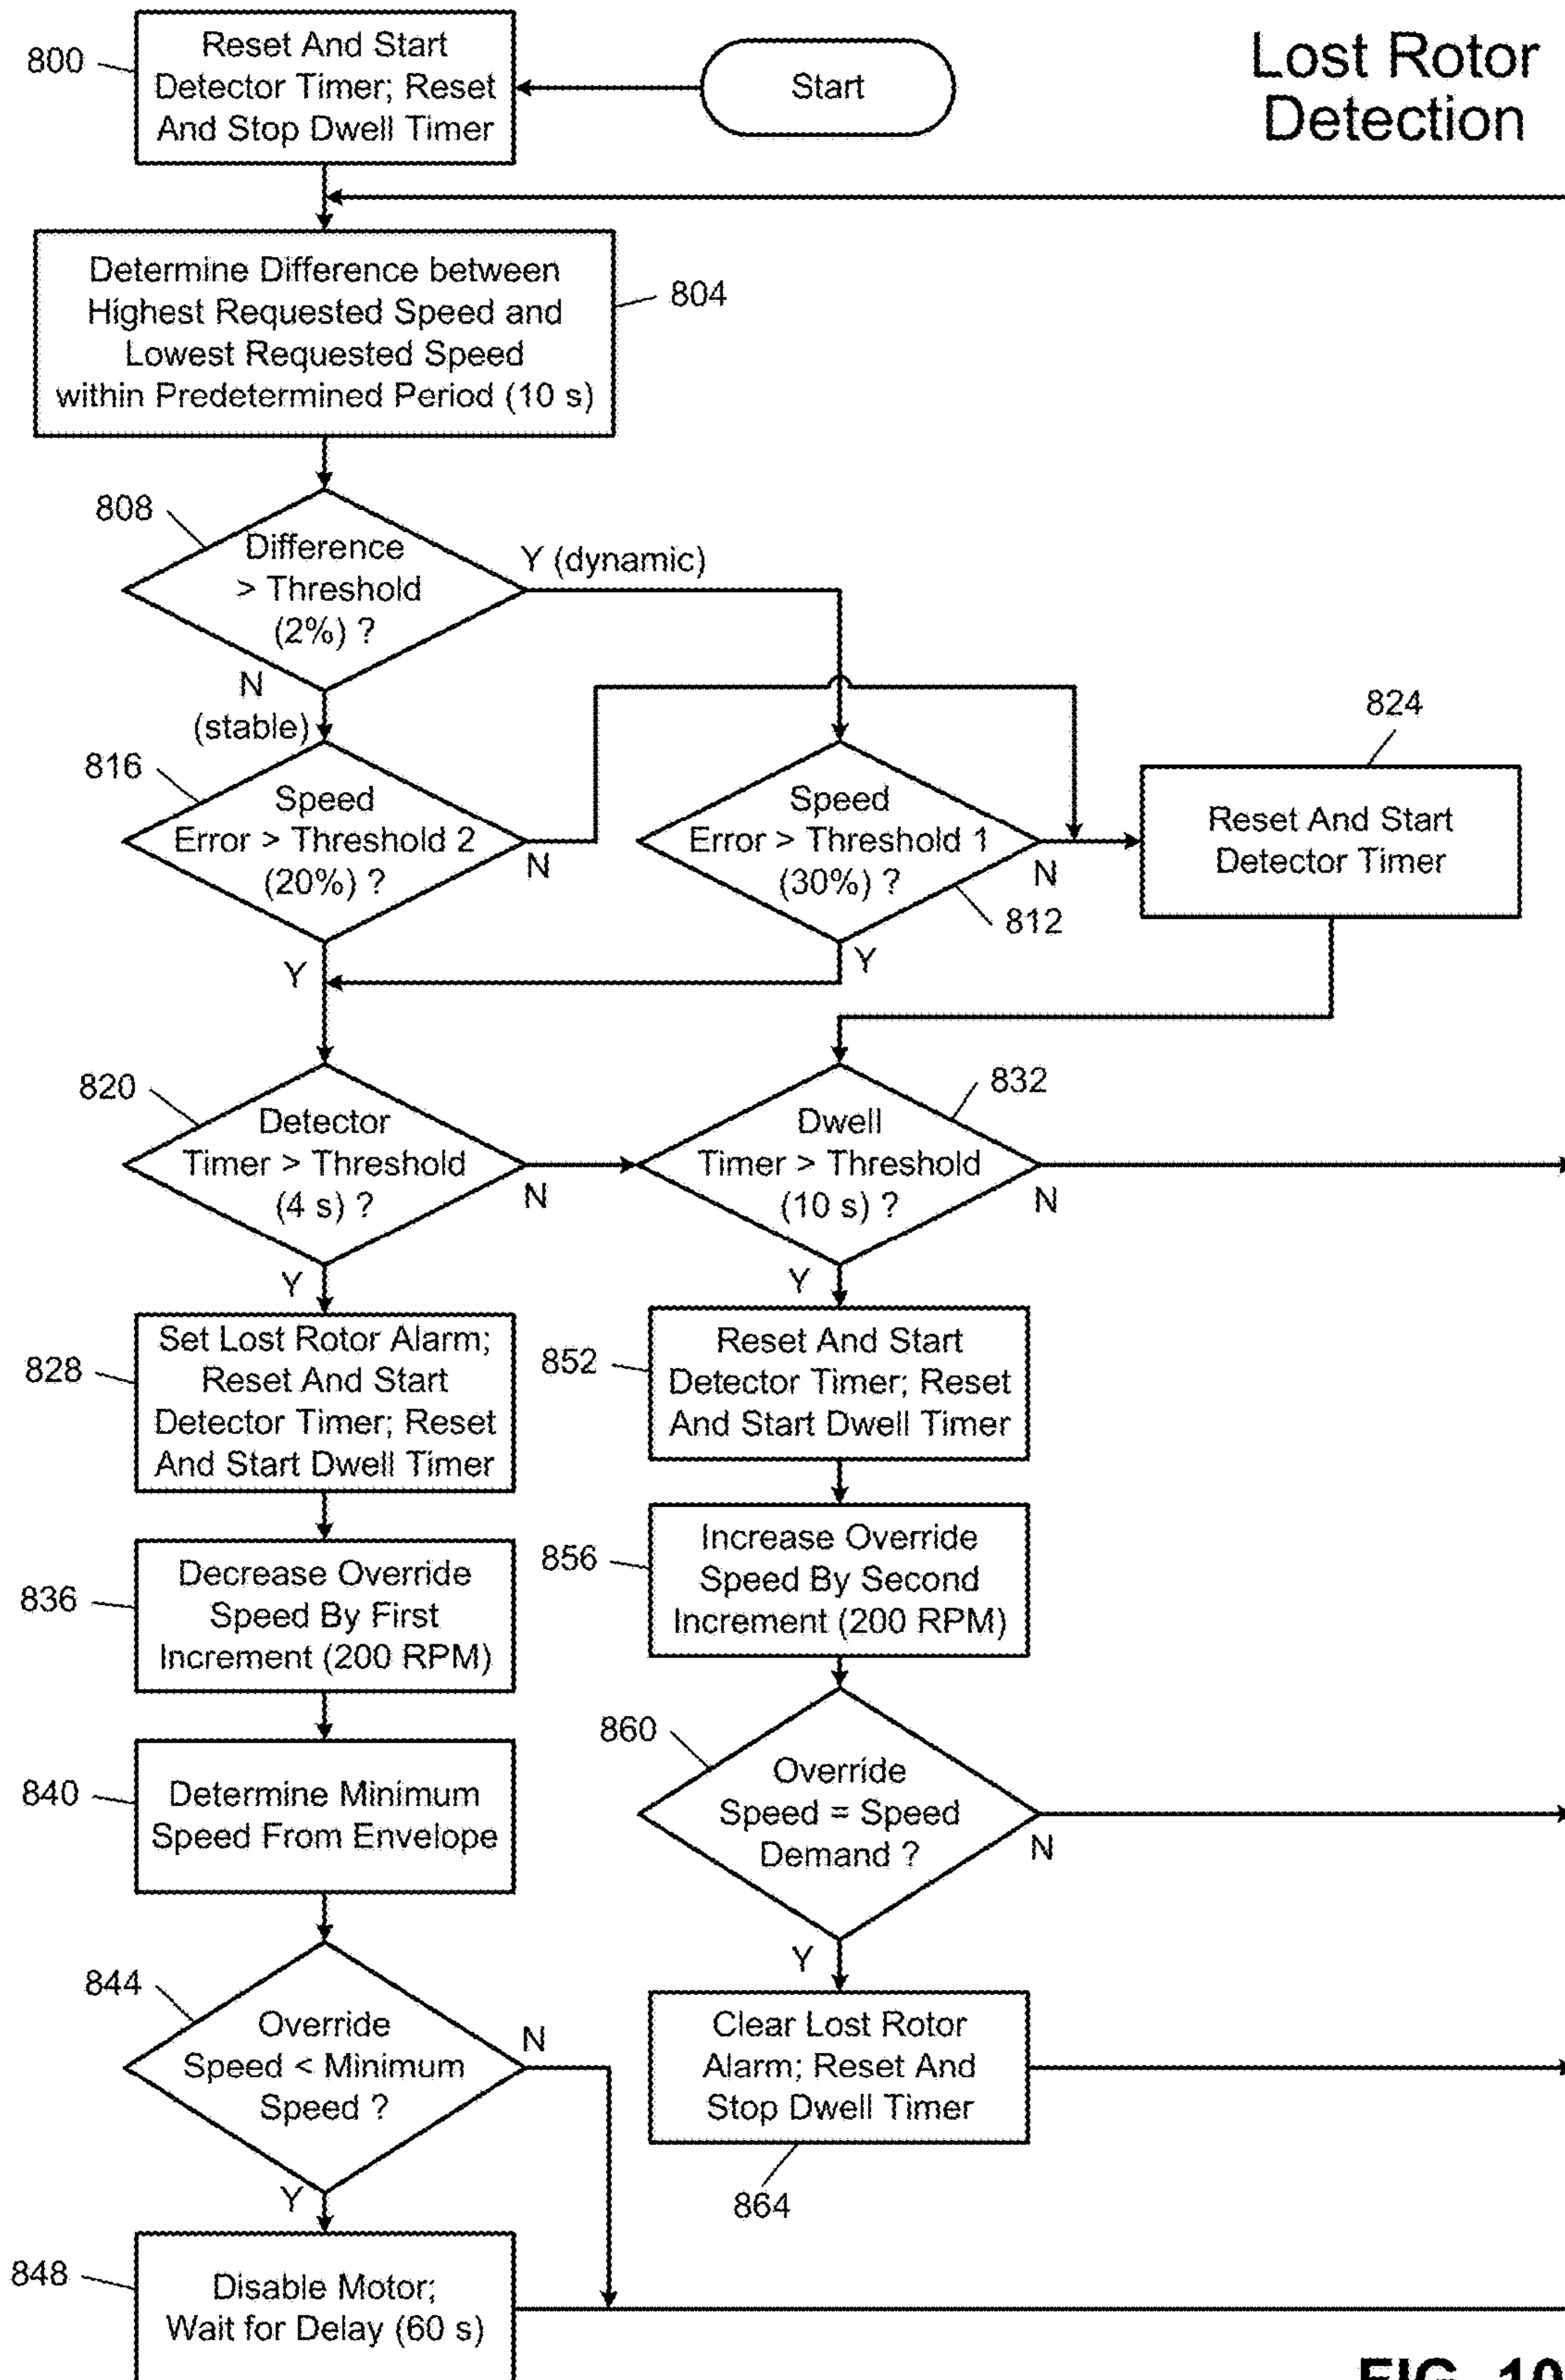 Lost Rotor
Detection
Start
800
Reset And Start
Detector Timer; Reset
And Stop Dwell Timer
Determine Difference between
Highest Requested Speed and
Lowest Requested Speed
within Predetermined Period (10 s)
804
808
Difference
> Threshold
(2%) ?
Y (dynamic)
N
(stable)
816
Speed
Error > Threshold 2
(20%) ?
N
Y
Speed
Error > Threshold 1
(30%) ?
N
812
Y
824
Reset And Start
Detector Timer
820
Detector
Timer > Threshold
(4 s) ?
N
Y
832
Dwell
Timer > Threshold
(10 s) ?
N
Y
828
Set Lost Rotor Alarm;
Reset And Start
Detector Timer; Reset
And Start Dwell Timer
852
Reset And Start
Detector Timer; Reset
And Start Dwell Timer
836
Decrease Override
Speed By First
Increment (200 RPM)
856
Increase Override
Speed By Second
Increment (200 RPM)
840
Determine Minimum
Speed From Envelope
860
Override
Speed = Speed
Demand ?
N
Y
844
Override
Speed < Minimum
Speed ?
N
Y
Clear Lost Rotor
Alarm; Reset And
Stop Dwell Timer
864
848
Disable Motor;
Wait for Delay (60 s)
FIG. 10